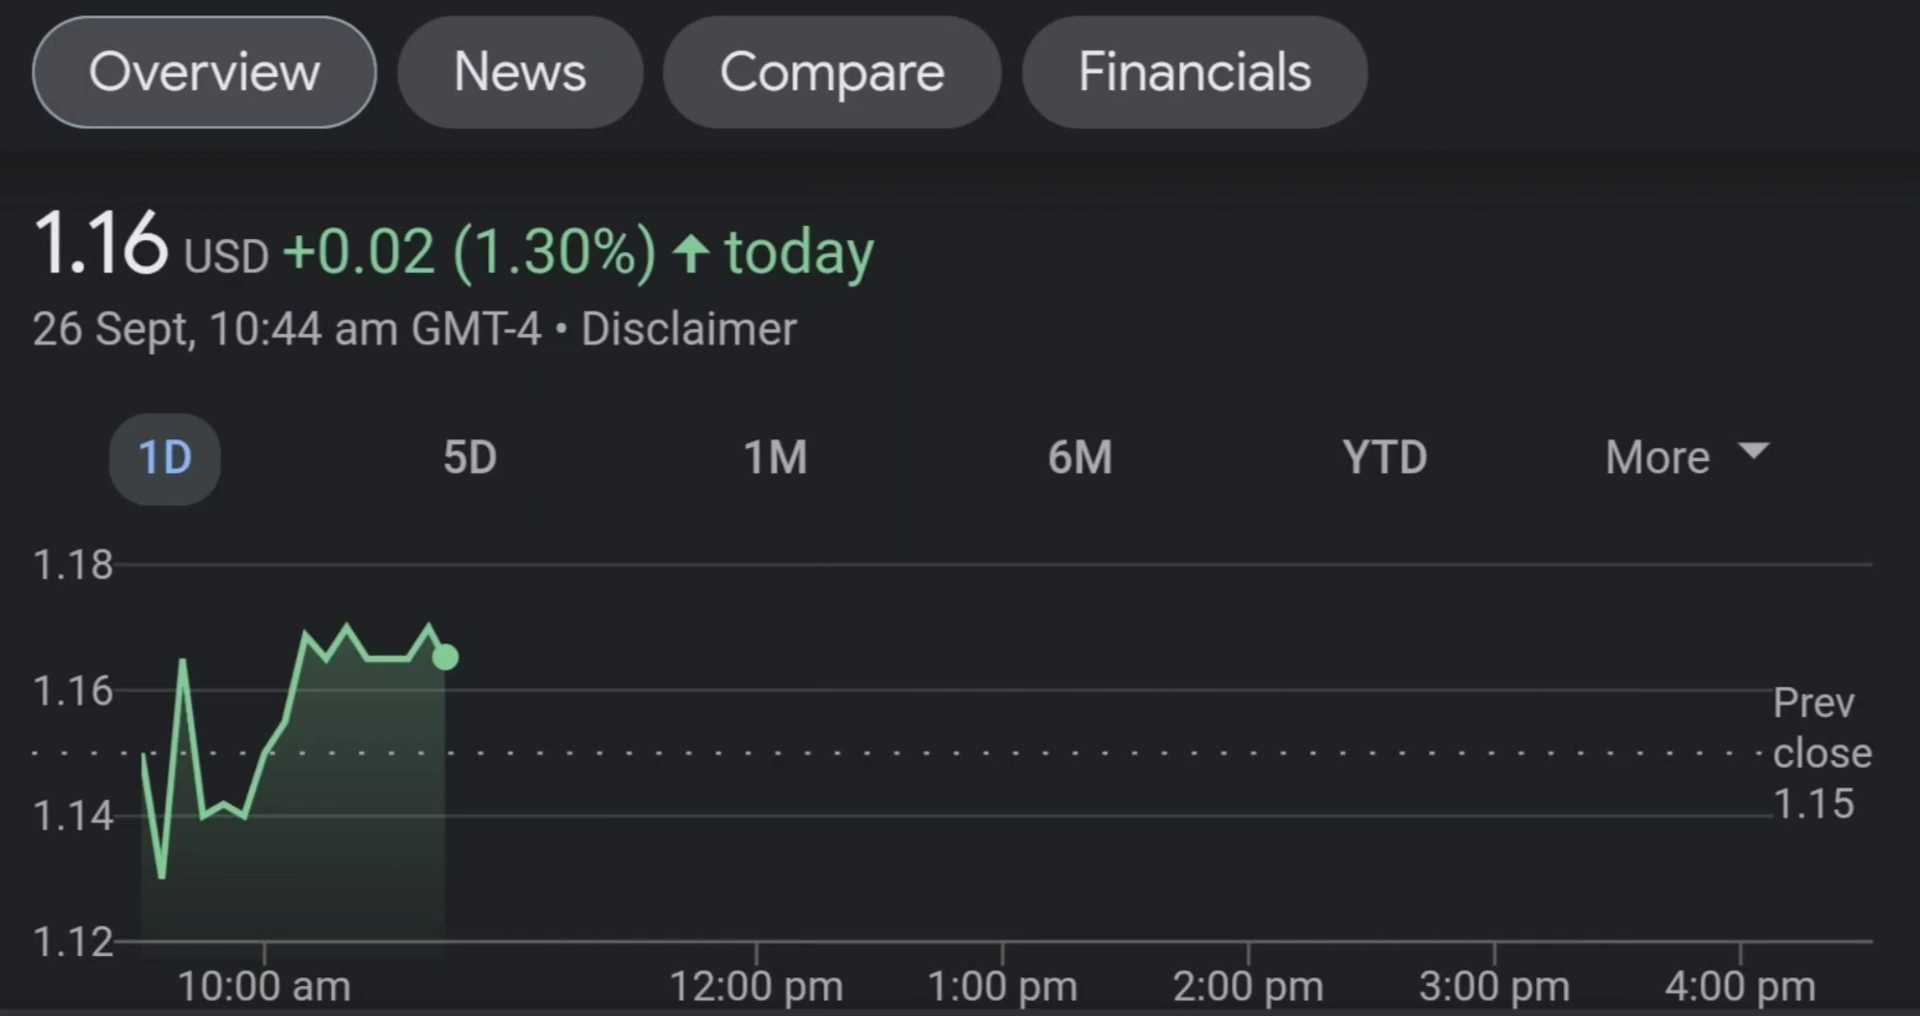 Overview News Compare Financials
1.16 USD +0.02 (1.30%) ↑ today
26 Sept, 10:44 am GMT-4 • Disclaimer
1D 5D 1M 6M YTD More
1.18
1.16
Prev
close
1.15
1.14
1.12
10:00 am 12:00 pm 1:00 pm 2:00 pm 3:00 pm 4:00 pm